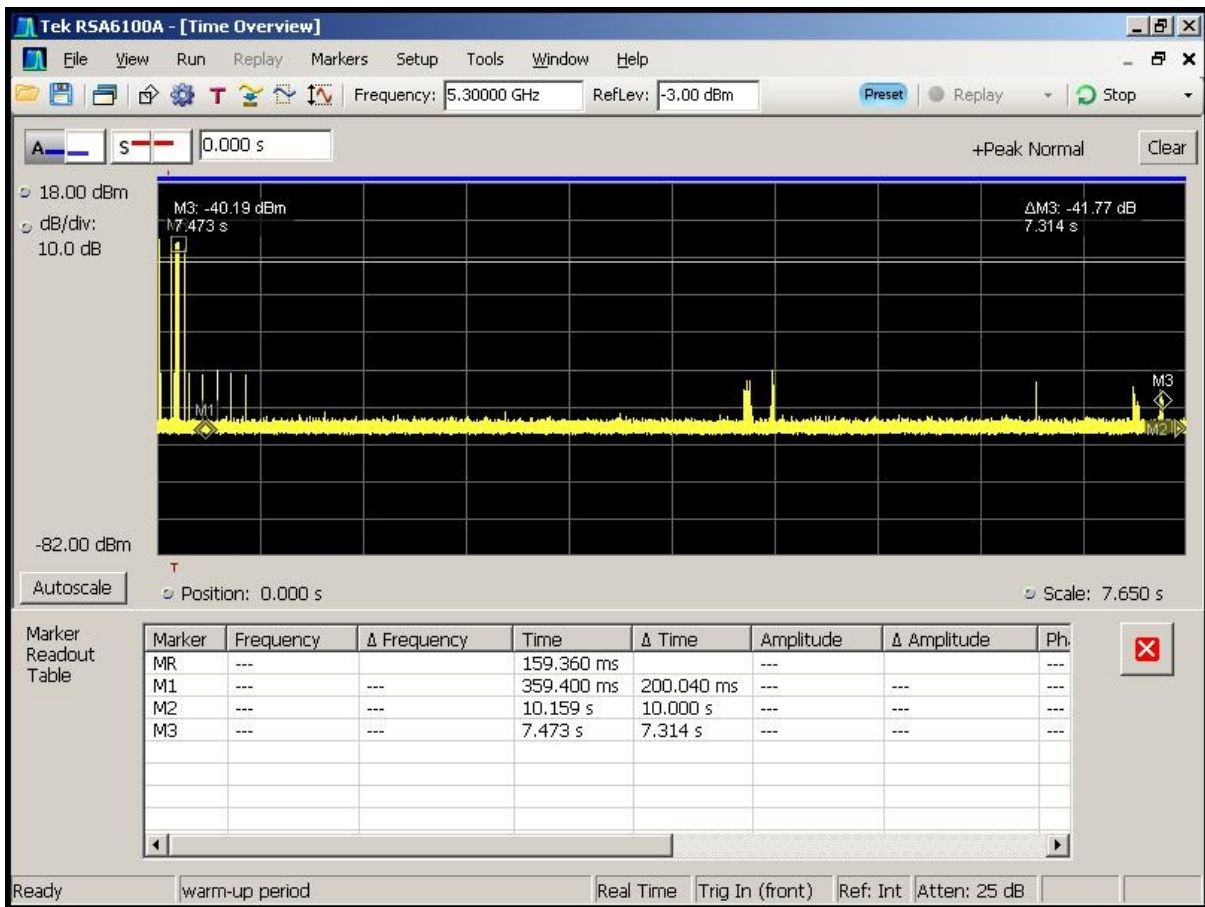 Tek RSA6100A - [Time Overview]
File View Run Replay Markers Setup Tools Window Help
T Frequency: 5.30000 GHz RefLev: -3.00 dBm Preset Replay Stop
A S 0.000 s +Peak Normal Clear
18.00 dBm
dB/div:
10.0 dB
M3: -40.19 dBm
7.473 s
ΔM3: -41.77 dB
7.314 s
M1
M3
M2
-82.00 dBm
T
Autoscale Position: 0.000 s Scale: 7.650 s
Marker
Readout
Table
Marker Frequency Δ Frequency Time Δ Time Amplitude Δ Amplitude
MR --- 159.360 ms --- ---
M1 --- --- 359.400 ms 200.040 ms --- --- ---
M2 --- --- 10.159 s 10.000 s --- --- ---
M3 --- --- 7.473 s 7.314 s --- --- ---
Ready warm-up period Real Time Trig In (front) Ref: Int Atten: 25 dB